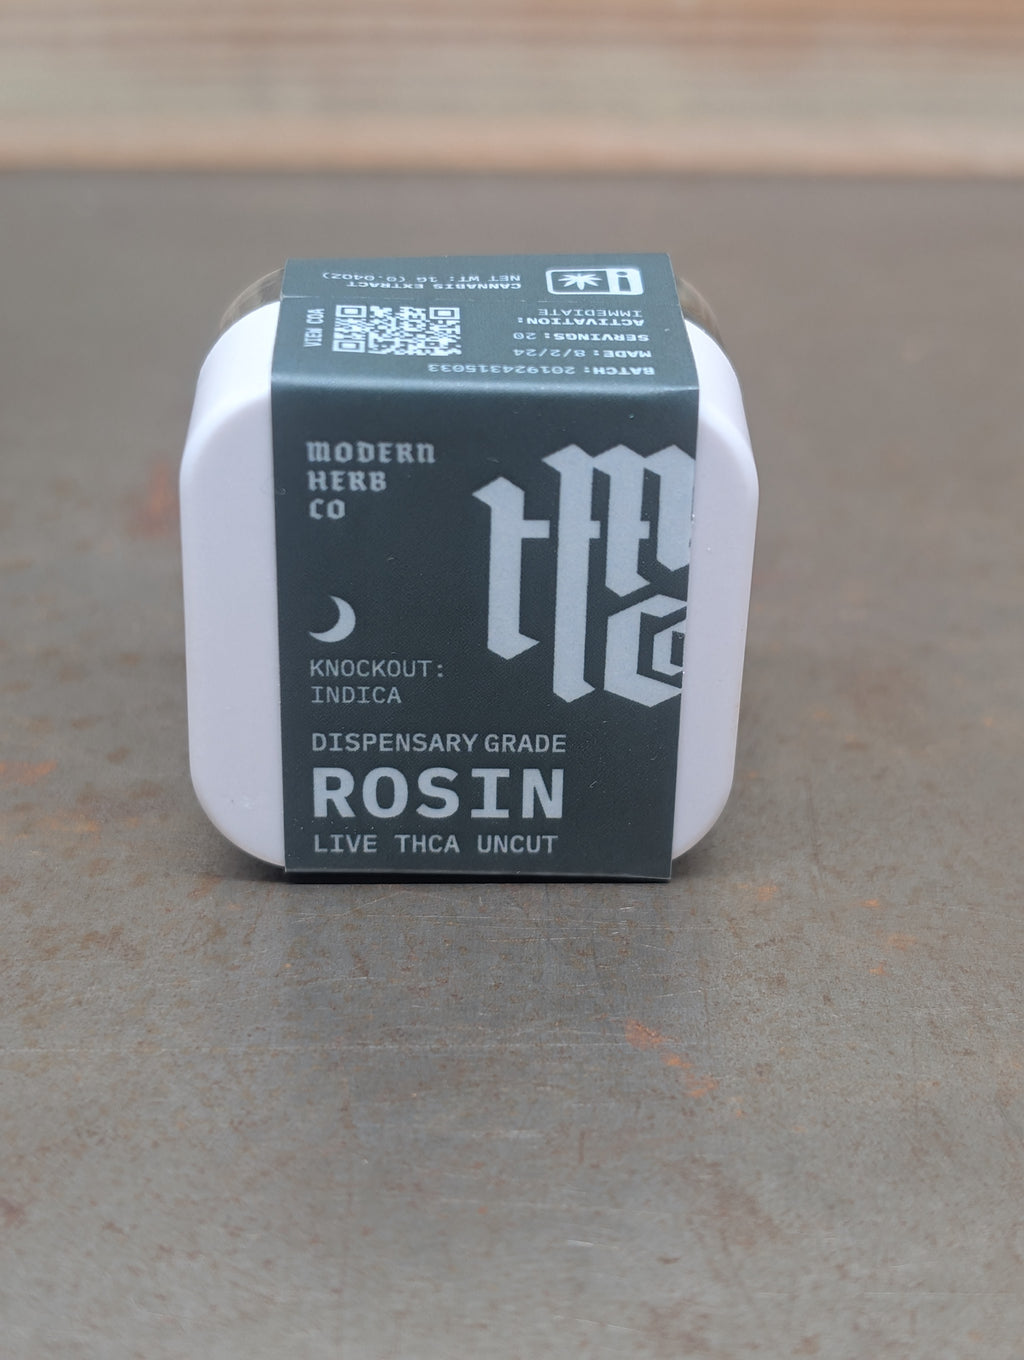 CANNABIS EXTRACT
NET WT: 1G (0.04OZ)
VIEW COA
BATCH: 201924315033
MADE: 8/2/24
SERVINGS: 20
ACTIVATION:
IMMEDIATE
MODERN
HERB
CO
KNOCKOUT:
INDICA
DISPENSARY GRADE
ROSIN
LIVE THCA UNCUT